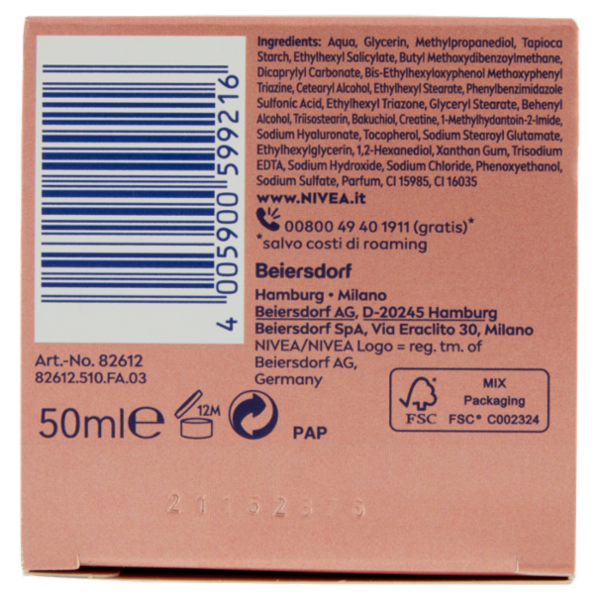 Ingredients: Aqua, Glycerin, Methylpropanediol, Tapioca
Starch, Ethylhexyl Salicylate, Butyl Methoxydibenzoylmethane,
Dicaprylyl Carbonate, Bis-Ethylhexyloxyphenol Methoxyphenyl
Triazine, Cetearyl Alcohol, Ethylhexyl Stearate, Phenylbenzimidazole
Sulfonic Acid, Ethylhexyl Triazone, Glyceryl Stearate, Behenyl
Alcohol, Triisostearin, Bakuchiol, Creatine, 1-Methylhydantoin-2-Imide,
Sodium Hyaluronate, Tocopherol, Sodium Stearoyl Glutamate,
Ethylhexylglycerin, 1,2-Hexanediol, Xanthan Gum, Trisodium
EDTA, Sodium Hydroxide, Sodium Chloride, Phenoxyethanol,
Sodium Sulfate, Parfum, CI 15985, CI 16035
www.NIVEA.it
00800 49 40 1911 (gratis)*
*salvo costi di roaming
4 005900 599216
Beiersdorf
Hamburg • Milano
Beiersdorf AG, D-20245 Hamburg
Beiersdorf SpA, Via Eraclito 30, Milano
NIVEA/NIVEA Logo = reg. tm. of
Beiersdorf AG,
Germany
Art.-No. 82612
82612.510.FA.03
50ml℮
12M
PAP
FSC
MIX
Packaging
FSC® C002324